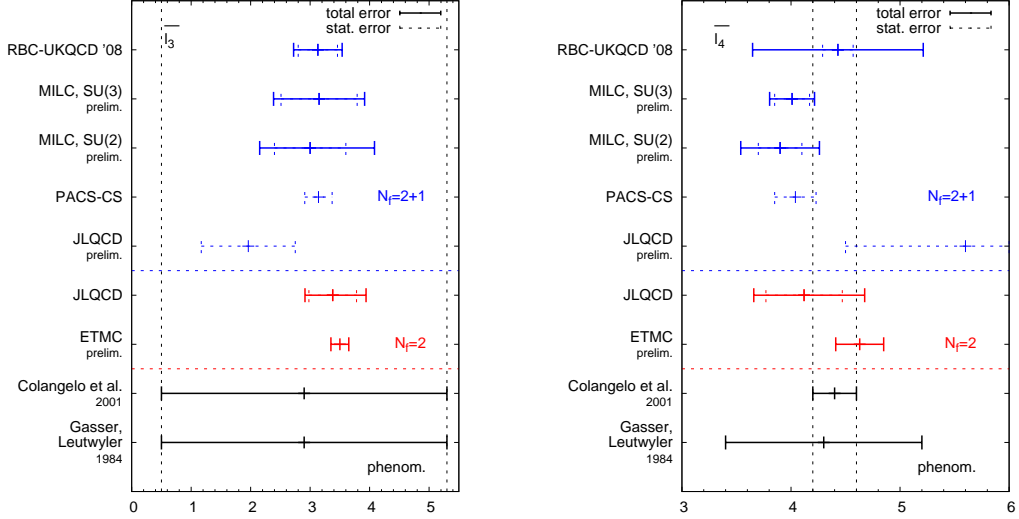 total error
stat. error
l̅3
RBC-UKQCD '08
MILC, SU(3)
prelim.
MILC, SU(2)
prelim.
PACS-CS
Nf=2+1
JLQCD
prelim.
JLQCD
ETMC
prelim.
Nf=2
Colangelo et al.
2001
Gasser,
Leutwyler
1984
phenom.
0 1 2 3 4 5
total error
stat. error
l̅4
RBC-UKQCD '08
MILC, SU(3)
prelim.
MILC, SU(2)
prelim.
PACS-CS
Nf=2+1
JLQCD
prelim.
JLQCD
ETMC
prelim.
Nf=2
Colangelo et al.
2001
Gasser,
Leutwyler
1984
phenom.
3 4 5 6